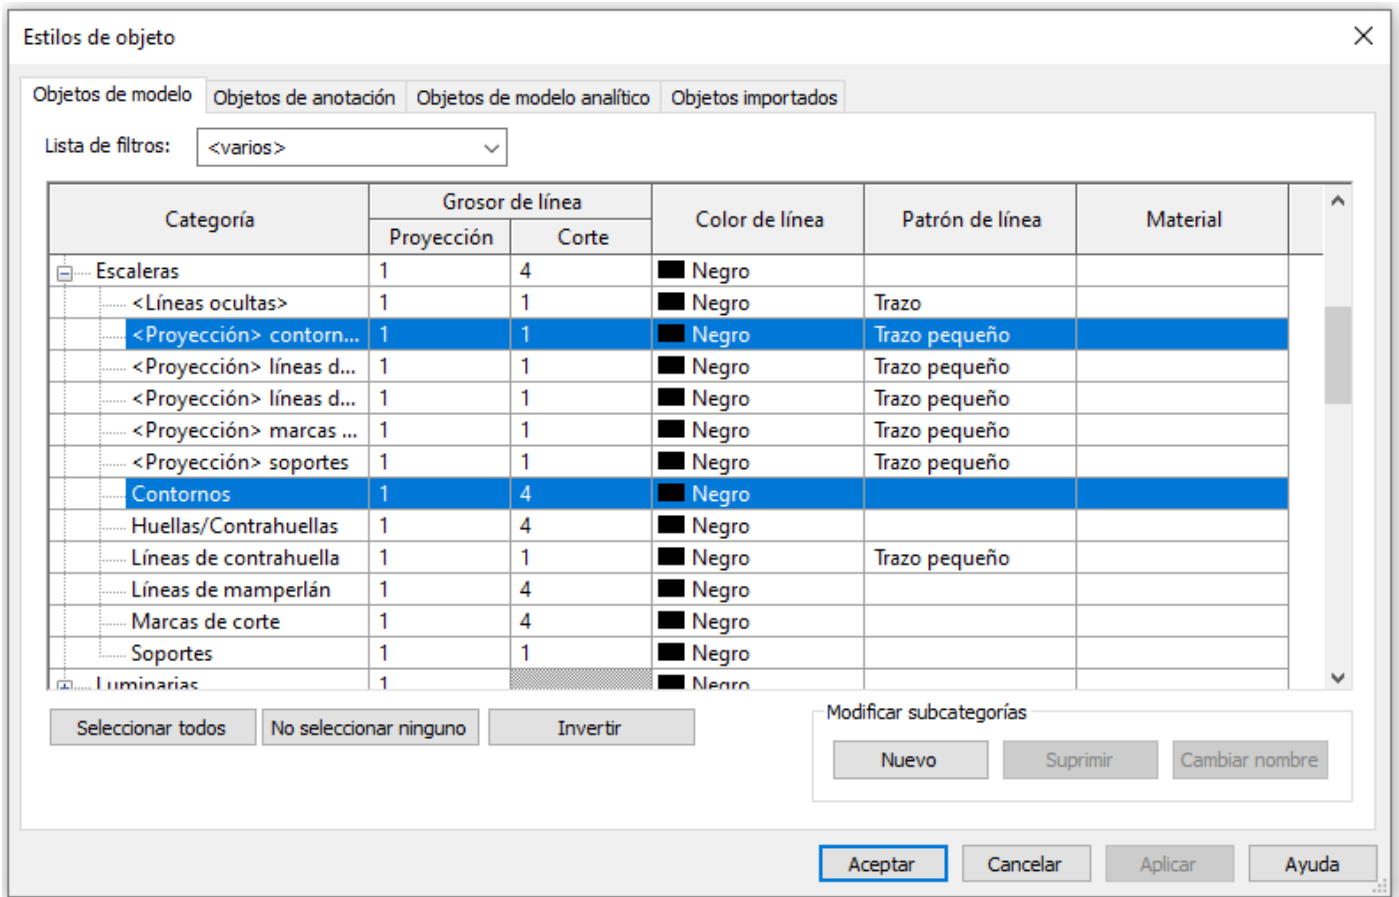 Estilos de objeto
Objetos de modelo Objetos de anotación Objetos de modelo analítico Objetos importados
Lista de filtros: <varios>
Categoría Grosor de línea Color de línea Patrón de línea Material
Proyección Corte
Escaleras 1 4 Negro
<Líneas ocultas> 1 1 Negro Trazo
<Proyección> contorn... 1 1 Negro Trazo pequeño
<Proyección> líneas d... 1 1 Negro Trazo pequeño
<Proyección> líneas d... 1 1 Negro Trazo pequeño
<Proyección> marcas ... 1 1 Negro Trazo pequeño
<Proyección> soportes 1 1 Negro Trazo pequeño
Contornos 1 4 Negro
Huellas/Contrahuellas 1 4 Negro
Líneas de contrahuella 1 1 Negro Trazo pequeño
Líneas de mamperlán 1 4 Negro
Marcas de corte 1 4 Negro
Soportes 1 1 Negro
Luminarias 1 Negro
Seleccionar todos No seleccionar ninguno Invertir
Modificar subcategorías
Nuevo Suprimir Cambiar nombre
Aceptar Cancelar Aplicar Ayuda